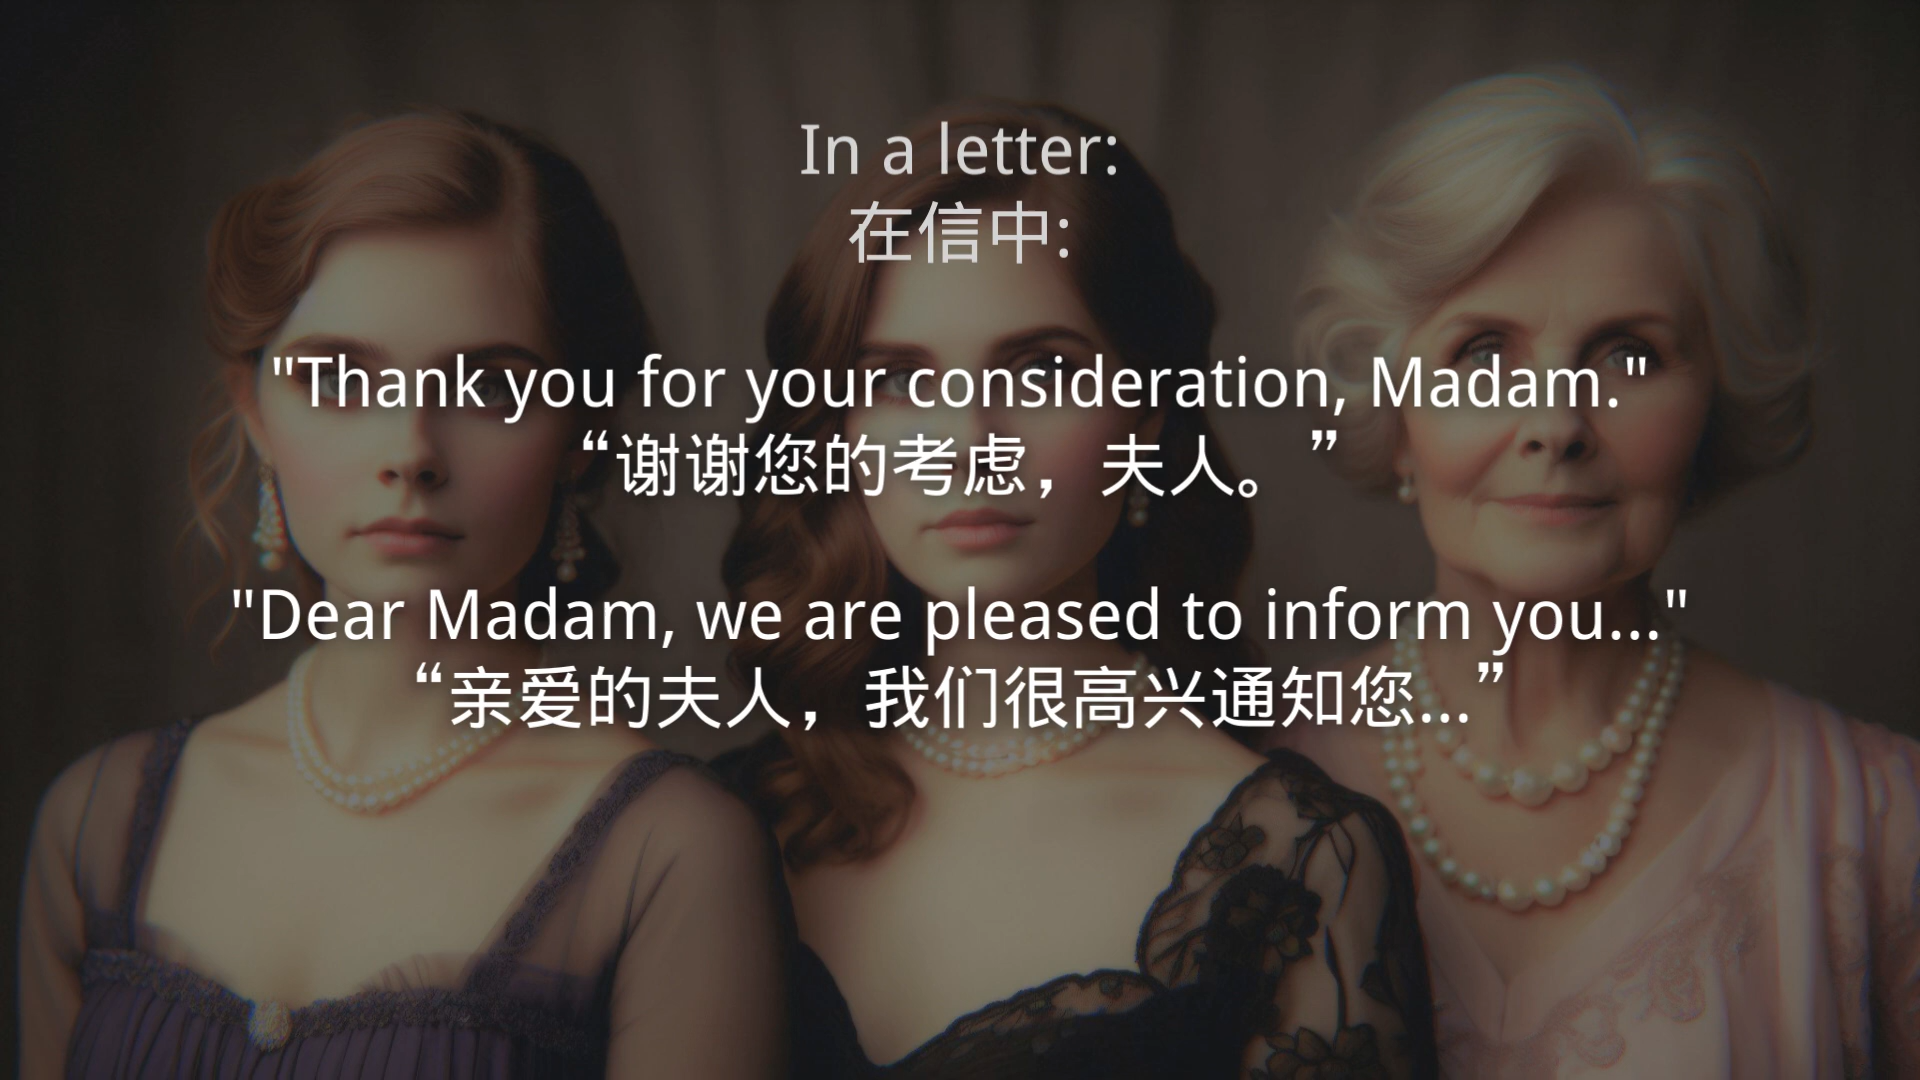 In a letter:
在信中:
"Thank you for your consideration, Madam."
“谢谢您的考虑，夫人。”
"Dear Madam, we are pleased to inform you..."
“亲爱的夫人，我们很高兴通知您...”